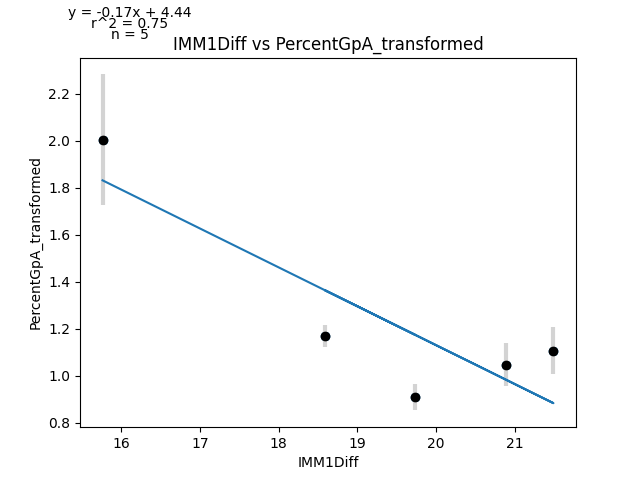 y = -0.17x + 4.44
r^2 = 0.75
n = 5
IMM1Diff vs PercentGpA_transformed
PercentGpA_transformed
2.2
2.0
1.8
1.6
1.4
1.2
1.0
0.8
16 17 18 19 20 21
IMM1Diff